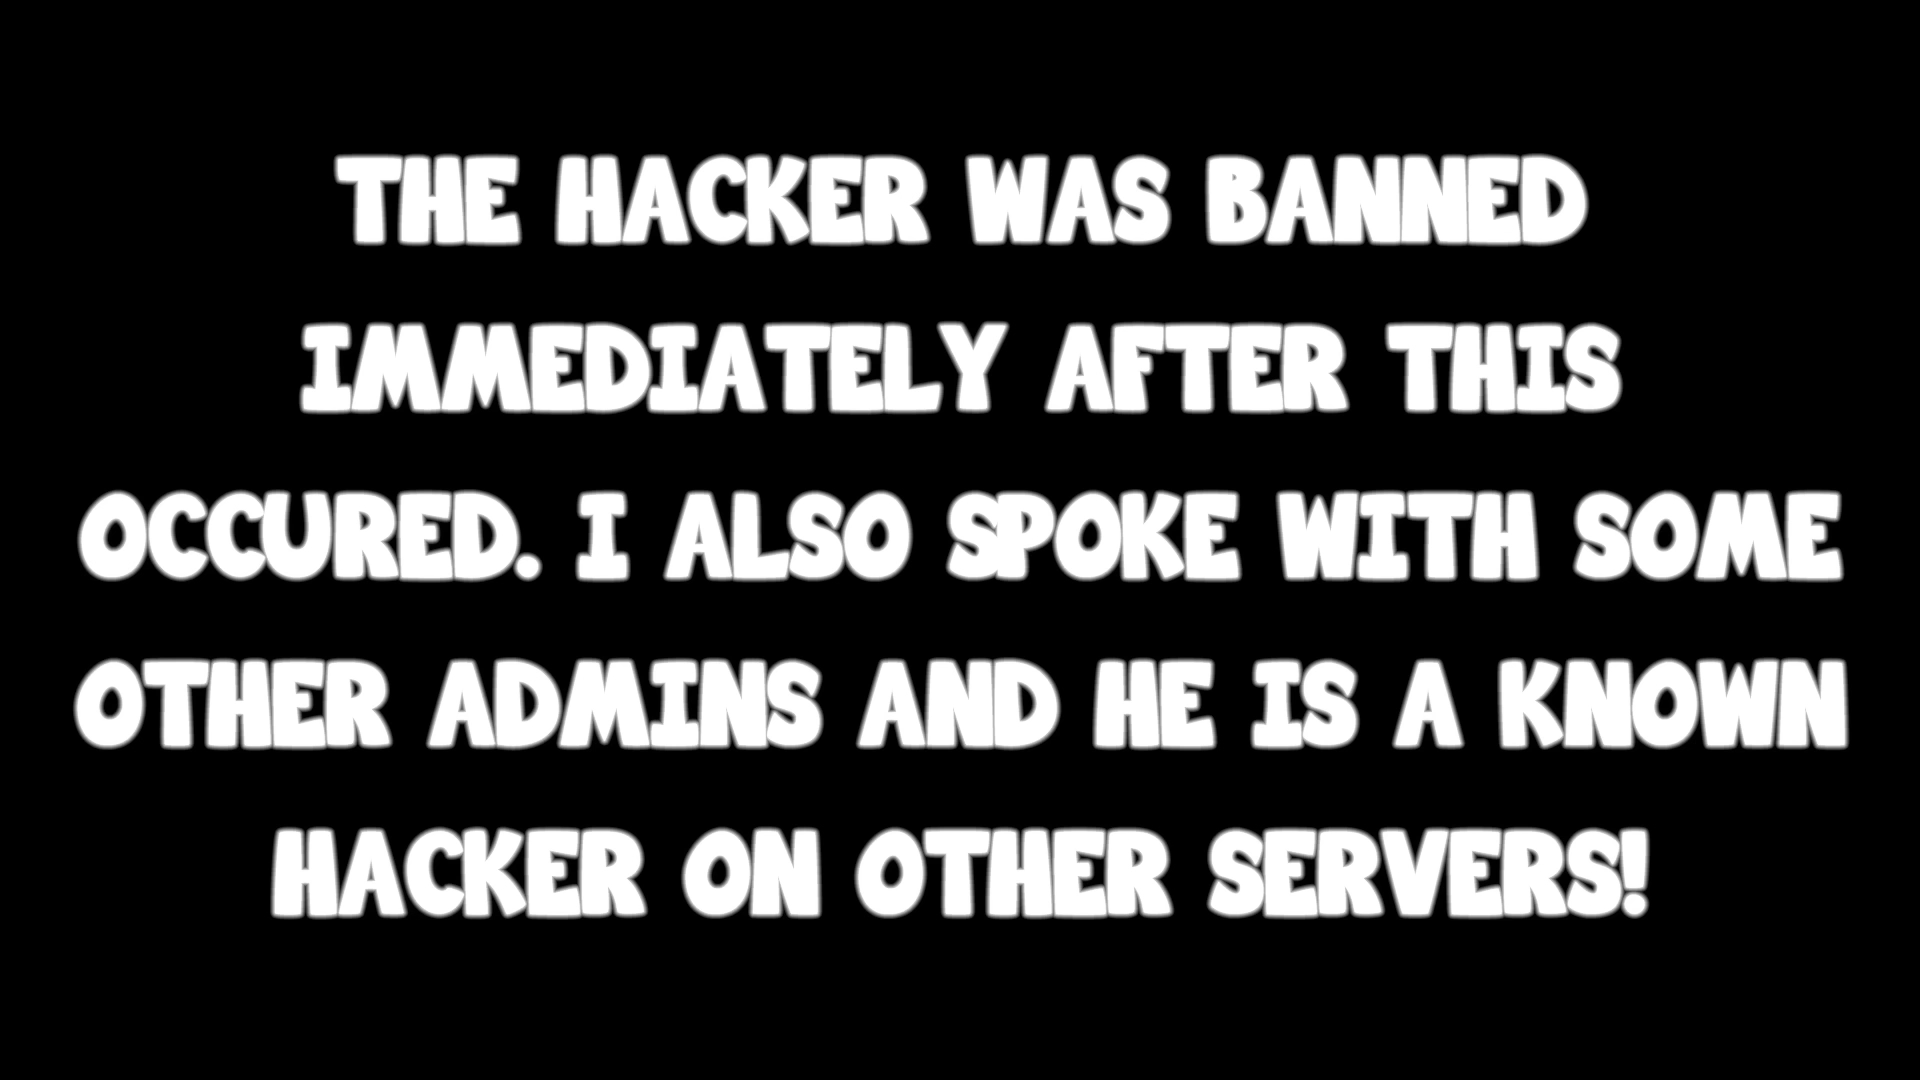 THE HACKER WAS BANNED
IMMEDIATELY AFTER THIS
OCCURED. I ALSO SPOKE WITH SOME
OTHER ADMINS AND HE IS A KNOWN
HACKER ON OTHER SERVERS!